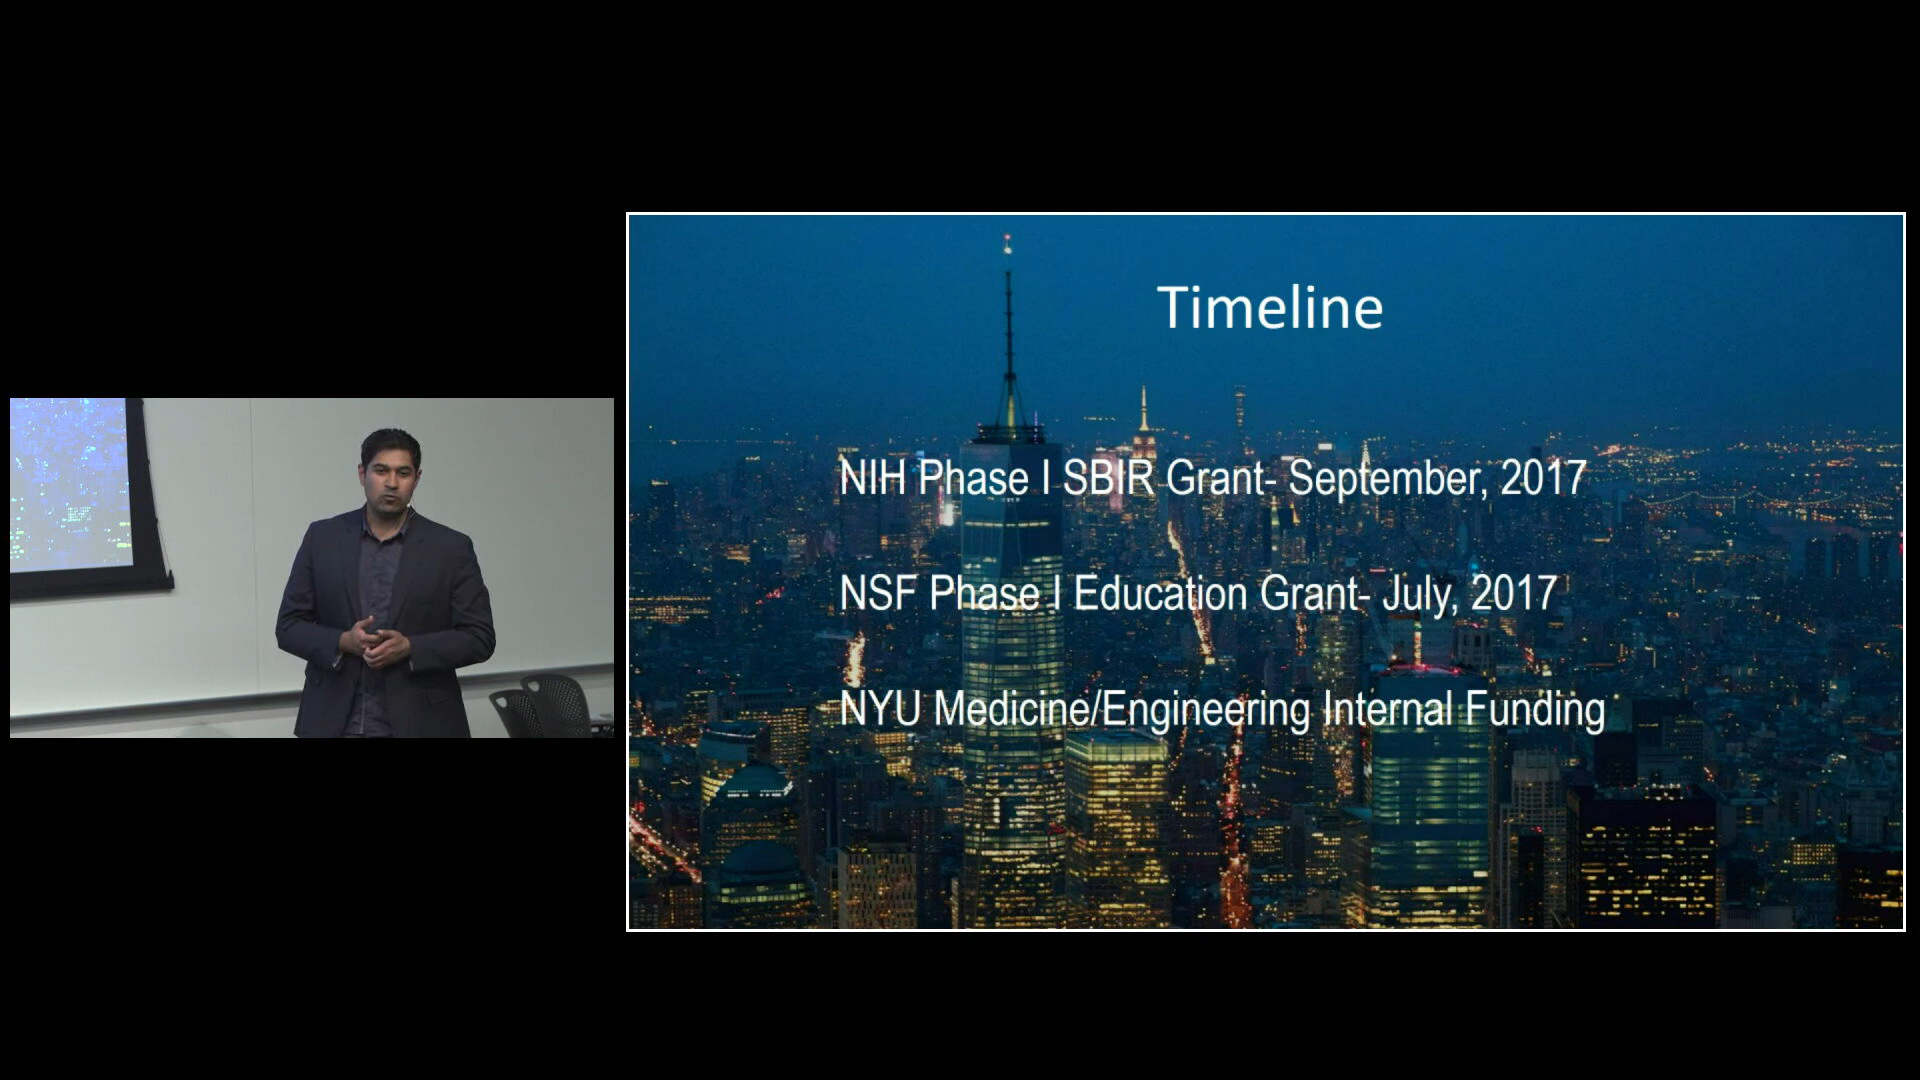 Timeline
NIH Phase I SBIR Grant- September, 2017
NSF Phase I Education Grant- July, 2017
NYU Medicine/Engineering Internal Funding